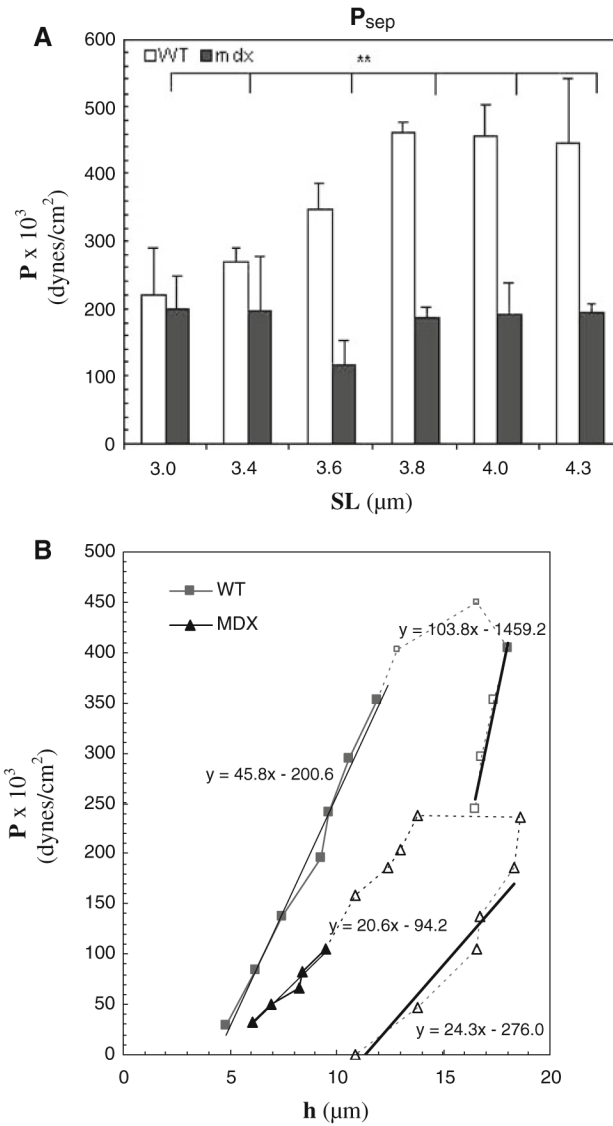 A
P sep
WT mdx
**
600
500
400
300
200
100
0
P x 10³
(dynes/cm²)
3.0 3.4 3.6 3.8 4.0 4.3
SL (μm)
B
500
450
400
350
300
250
200
150
100
50
0
P x 10³
(dynes/cm²)
WT
MDX
y = 103.8x - 1459.2
y = 45.8x - 200.6
y = 20.6x - 94.2
y = 24.3x - 276.0
0 5 10 15 20
h (μm)